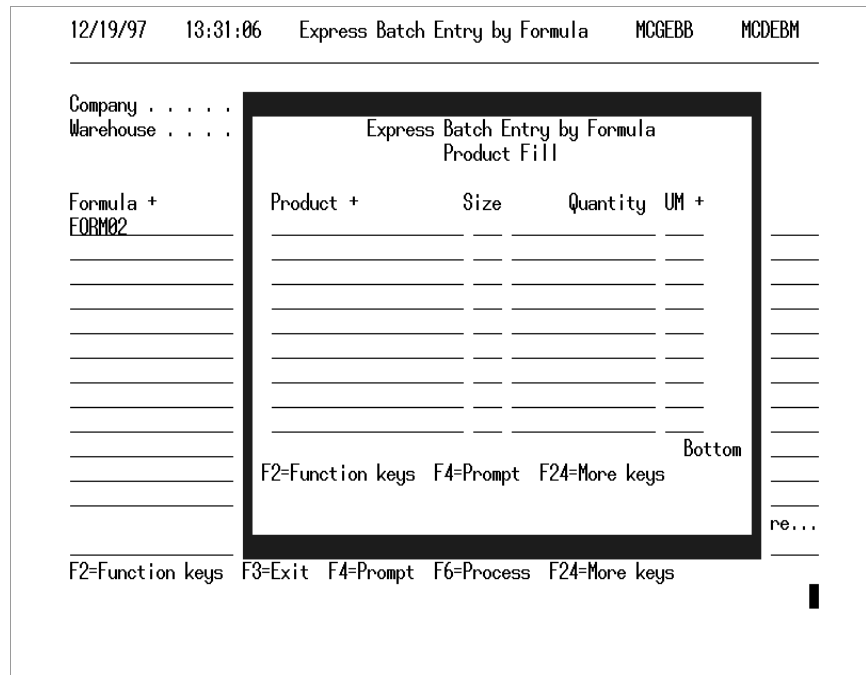 12/19/97 13:31:06 Express Batch Entry by Formula MCGEBB MCDEBM
Company . . . . .
Warehouse . . . .
Express Batch Entry by Formula
Product Fill
Formula +
Product + Size Quantity UM +
FORM02
Bottom
F2=Function keys F4=Prompt F24=More keys
re...
F2=Function keys F3=Exit F4=Prompt F6=Process F24=More keys